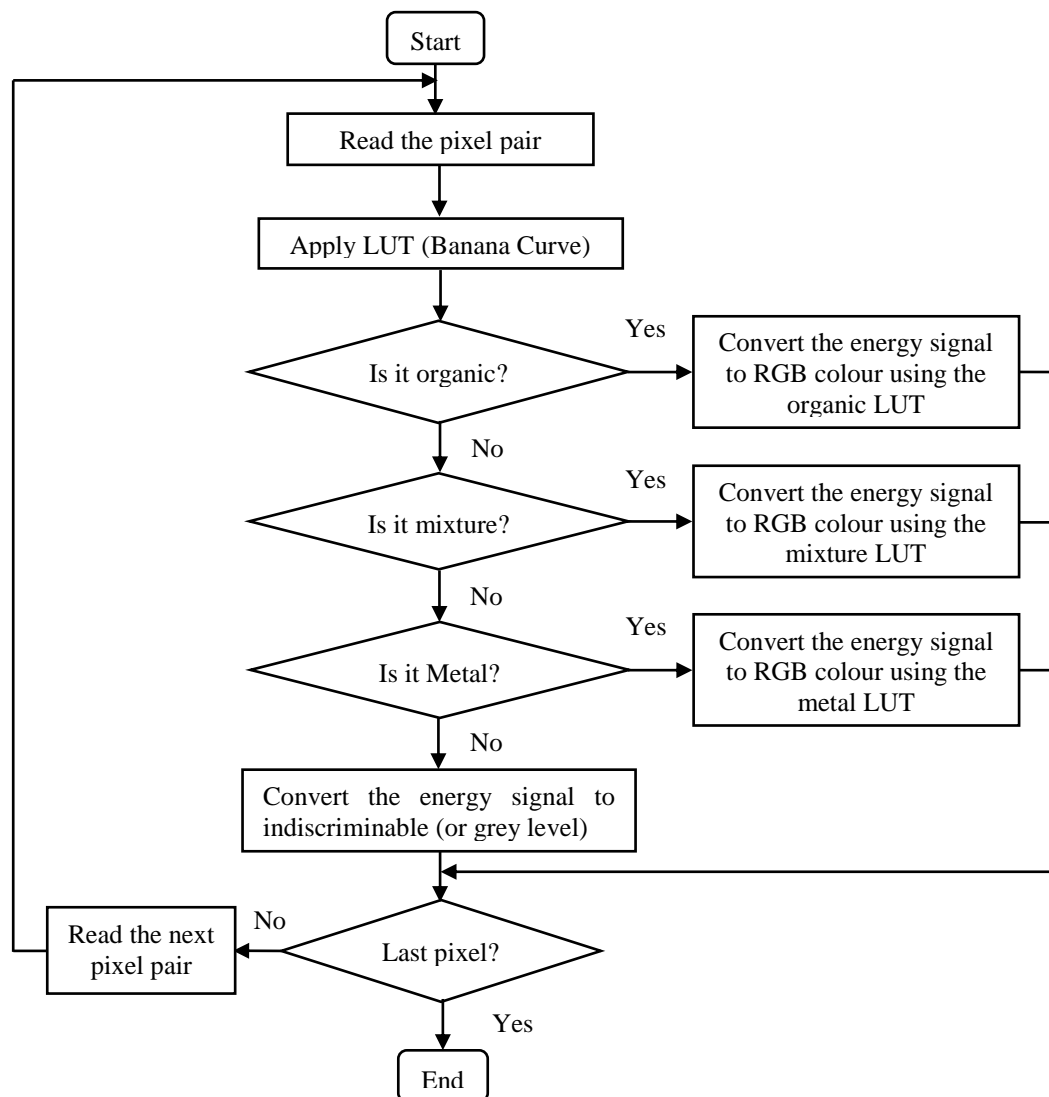 Start
Read the pixel pair
Apply LUT (Banana Curve)
Is it organic?
Yes
Convert the energy signal
to RGB colour using the
organic LUT
No
Is it mixture?
Yes
Convert the energy signal
to RGB colour using the
mixture LUT
No
Is it Metal?
Yes
Convert the energy signal
to RGB colour using the
metal LUT
No
Convert the energy signal to
indiscriminable (or grey level)
Last pixel?
No
Read the next
pixel pair
Yes
End